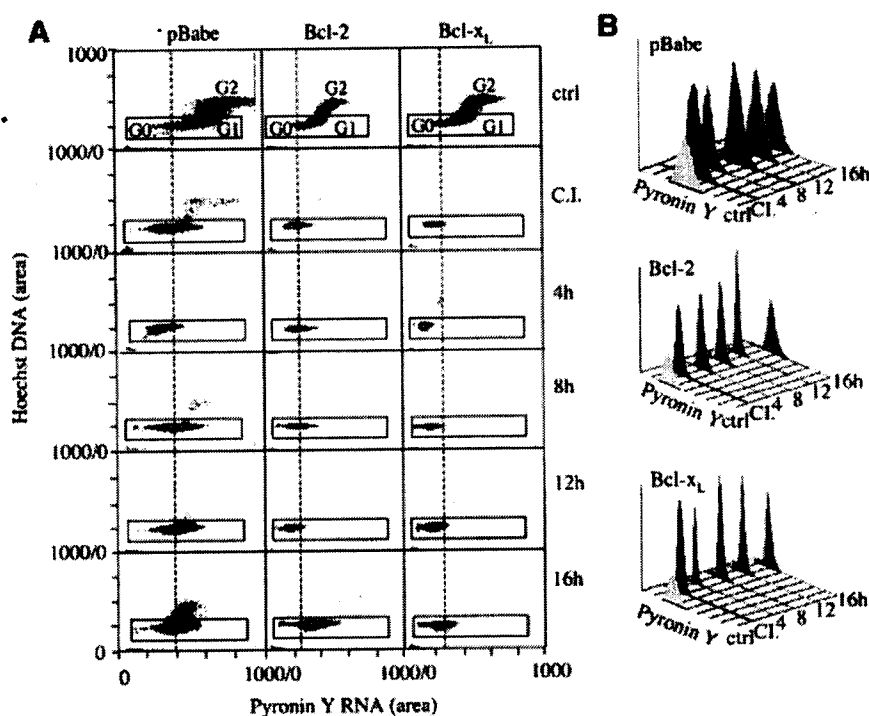 A
pBabe
Bcl-2
Bcl-xL
1000
G2
G0
G1
G2
G0
G1
G2
G0
G1
ctrl
1000/0
C.I.
1000/0
4h
1000/0
8h
1000/0
12h
1000/0
16h
0
0
1000/0
1000/0
1000
Hoechst DNA (area)
Pyronin Y RNA (area)
B
pBabe
Pyronin Y
ctrl C.I. 4 8 12 16h
Bcl-2
Pyronin Y
ctrl C.I. 4 8 12 16h
Bcl-xL
Pyronin Y
ctrl C.I. 4 8 12 16h